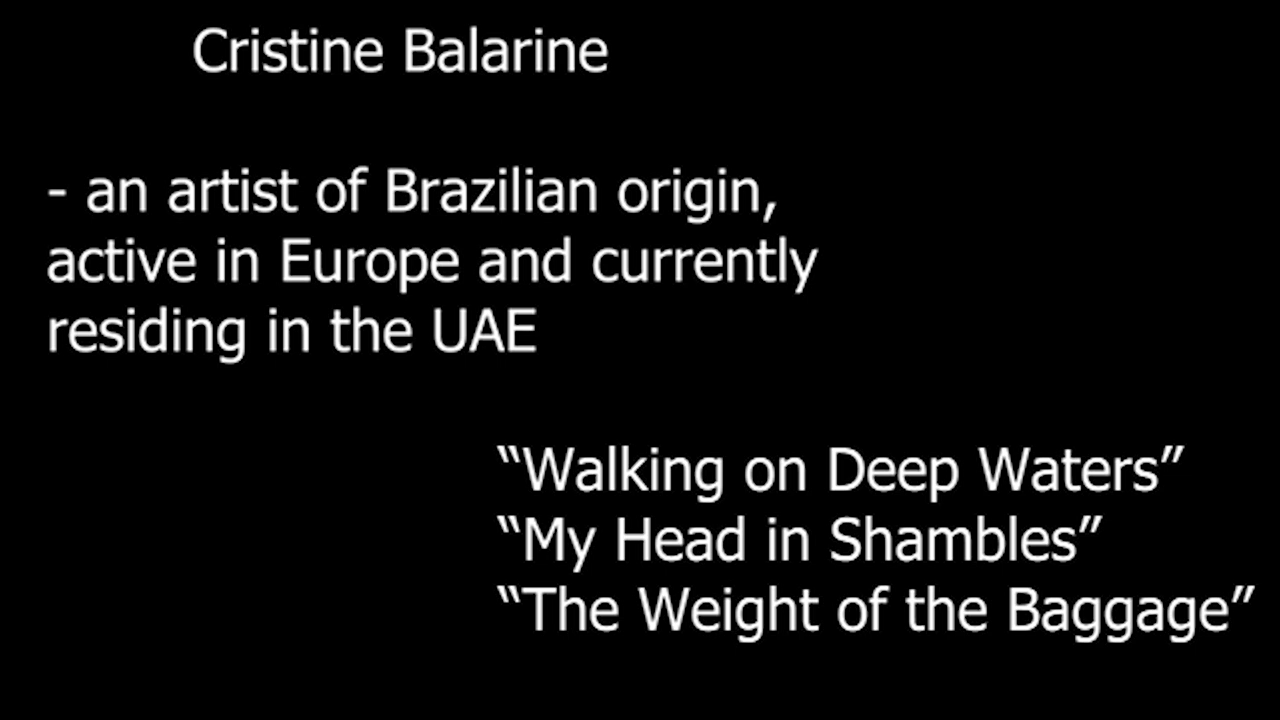 Cristine Balarine
- an artist of Brazilian origin,
active in Europe and currently
residing in the UAE
“Walking on Deep Waters”
“My Head in Shambles”
“The Weight of the Baggage”